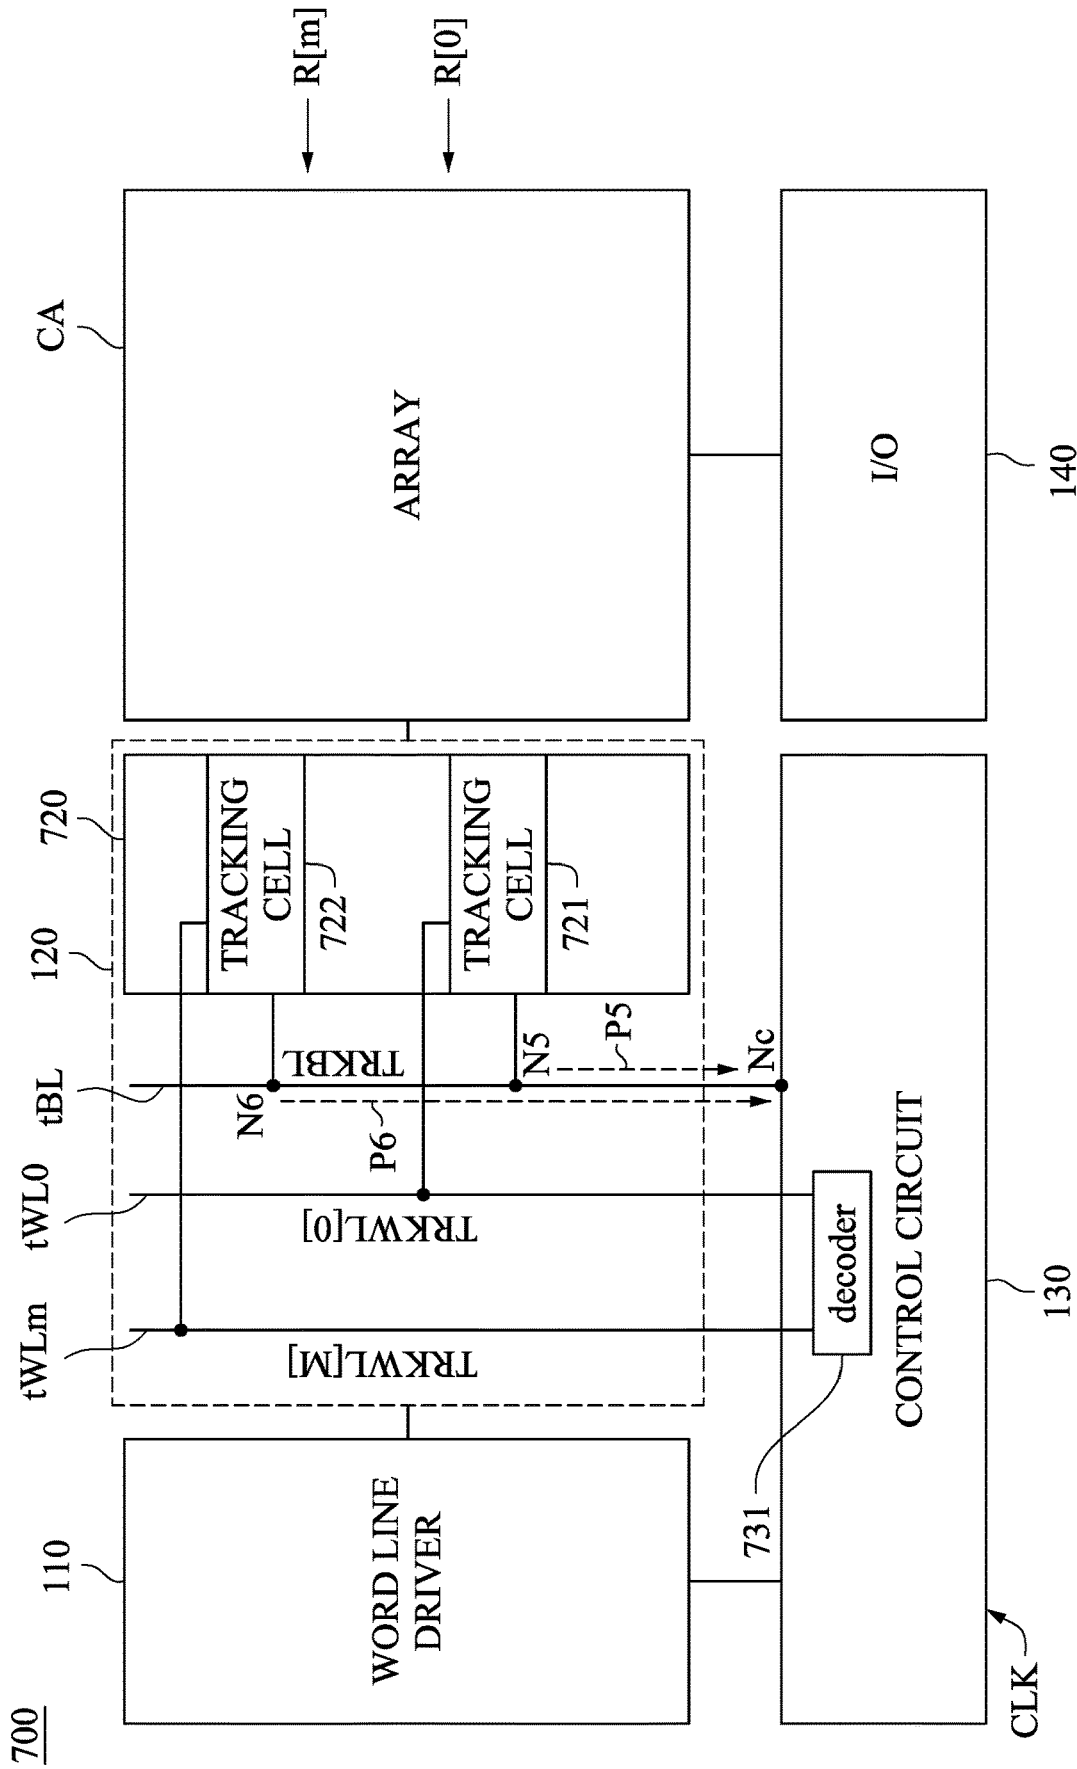 700
110
WORD LINE
DRIVER
tWLm
tWL0
tBL
120
720
CA
TRKWL[M]
TRKWL[0]
TRKBL
N6
P6
N5
P5
Nc
TRACKING
CELL
722
TRACKING
CELL
721
ARRAY
R[m]
R[0]
731
decoder
CONTROL CIRCUIT
130
CLK
I/O
140